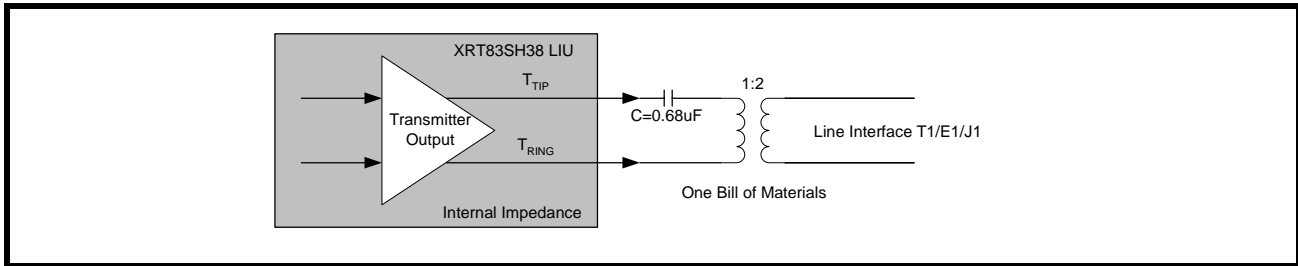 XRT83SH38 LIU
TTIP
1:2
C=0.68uF
Transmitter
Output
Line Interface T1/E1/J1
TRING
One Bill of Materials
Internal Impedance